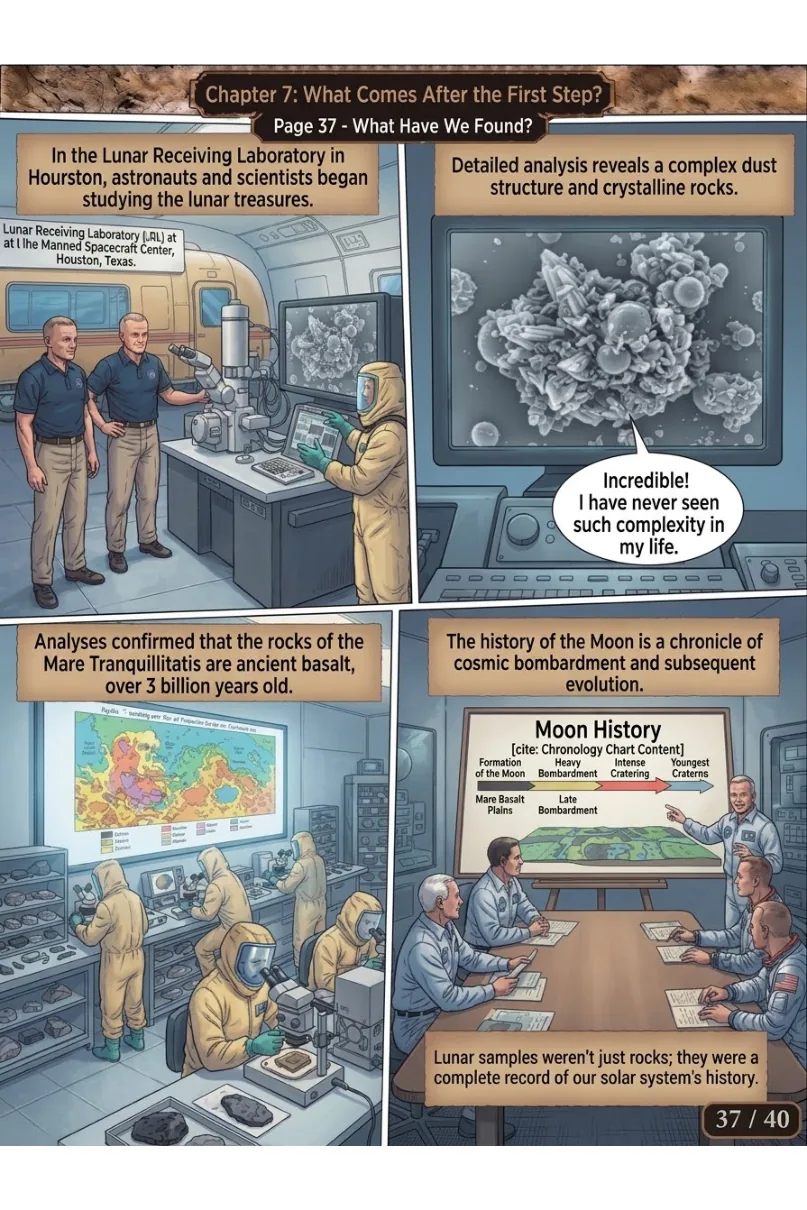 Chapter 7: What Comes After the First Step?
Page 37 - What Have We Found?
In the Lunar Receiving Laboratory in
Hourston, astronauts and scientists began
studying the lunar treasures.
Lunar Receiving Laboratory
at the Manned Spacecraft Center,
Houston, Texas.
Detailed analysis reveals a complex dust
structure and crystalline rocks.
Incredible!
I have never seen
such complexity in
my life.
Analyses confirmed that the rocks of the
Mare Tranquillitatis are ancient basalt,
over 3 billion years old.
The history of the Moon is a chronicle of
cosmic bombardment and subsequent
evolution.
Moon History
[cite: Chronology Chart Content]
Formation
of the Moon
Heavy
Bombardment
Intense
Cratering
Youngest
Craterns
Mare Basalt
Plains
Late
Bombardment
Lunar samples weren't just rocks; they were a
complete record of our solar system's history.
37 / 40